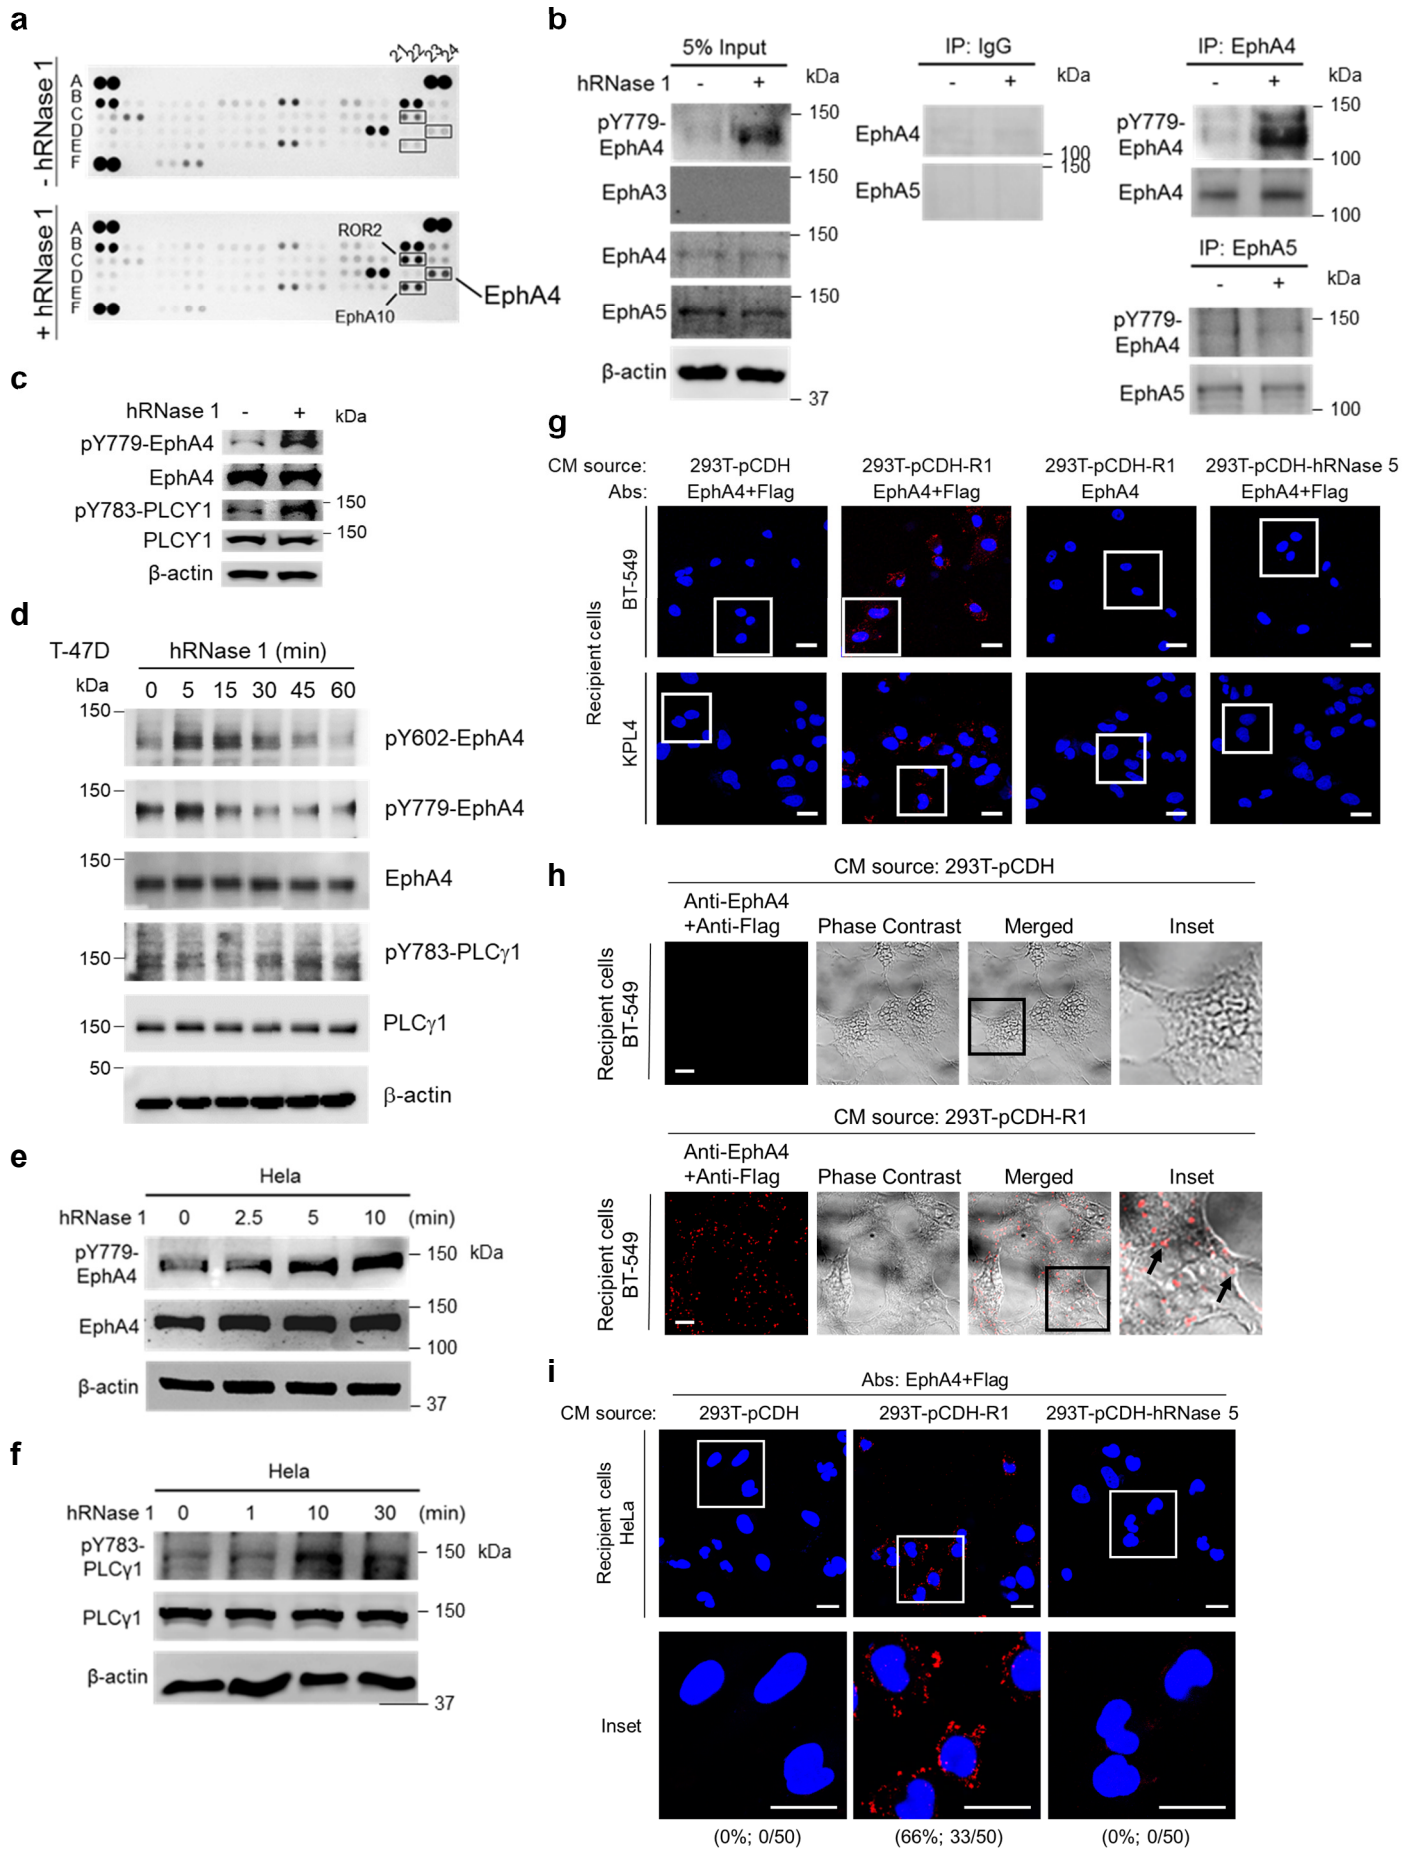 a
21 22 23 24
- hRNase 1
A
B
C
D
E
F
+ hRNase 1
A
B
C
D
E
F
ROR2
EphA10
EphA4
b
5% Input
hRNase 1 - + kDa
pY779-
EphA4
150
EphA3
150
EphA4
150
EphA5
150
β-actin
37
IP: IgG
- + kDa
EphA4
100
150
EphA5
IP: EphA4
- + kDa
150
pY779-
EphA4
100
EphA4
100
IP: EphA5
- + kDa
pY779-
EphA4
150
EphA5
100
c
hRNase 1 - + kDa
pY779-EphA4
EphA4
pY783-PLCϒ1 150
PLCϒ1 150
β-actin
d
T-47D hRNase 1 (min)
kDa 0 5 15 30 45 60
150 pY602-EphA4
150 pY779-EphA4
150 EphA4
150 pY783-PLCγ1
150 PLCγ1
50 β-actin
e
Hela
hRNase 1 0 2.5 5 10 (min)
pY779-
EphA4
150 kDa
EphA4
150
100
β-actin
37
f
Hela
hRNase 1 0 1 10 30 (min)
pY783-
PLCγ1
150 kDa
PLCγ1 150
β-actin
37
g
CM source: 293T-pCDH 293T-pCDH-R1 293T-pCDH-R1 293T-pCDH-hRNase 5
Abs: EphA4+Flag EphA4+Flag EphA4 EphA4+Flag
Recipient cells
BT-549
KPL4
h
CM source: 293T-pCDH
Anti-EphA4
+Anti-Flag Phase Contrast Merged Inset
Recipient cells
BT-549
CM source: 293T-pCDH-R1
Anti-EphA4
+Anti-Flag Phase Contrast Merged Inset
Recipient cells
BT-549
i
Abs: EphA4+Flag
CM source: 293T-pCDH 293T-pCDH-R1 293T-pCDH-hRNase 5
Recipient cells
HeLa
Inset
(0%; 0/50) (66%; 33/50) (0%; 0/50)